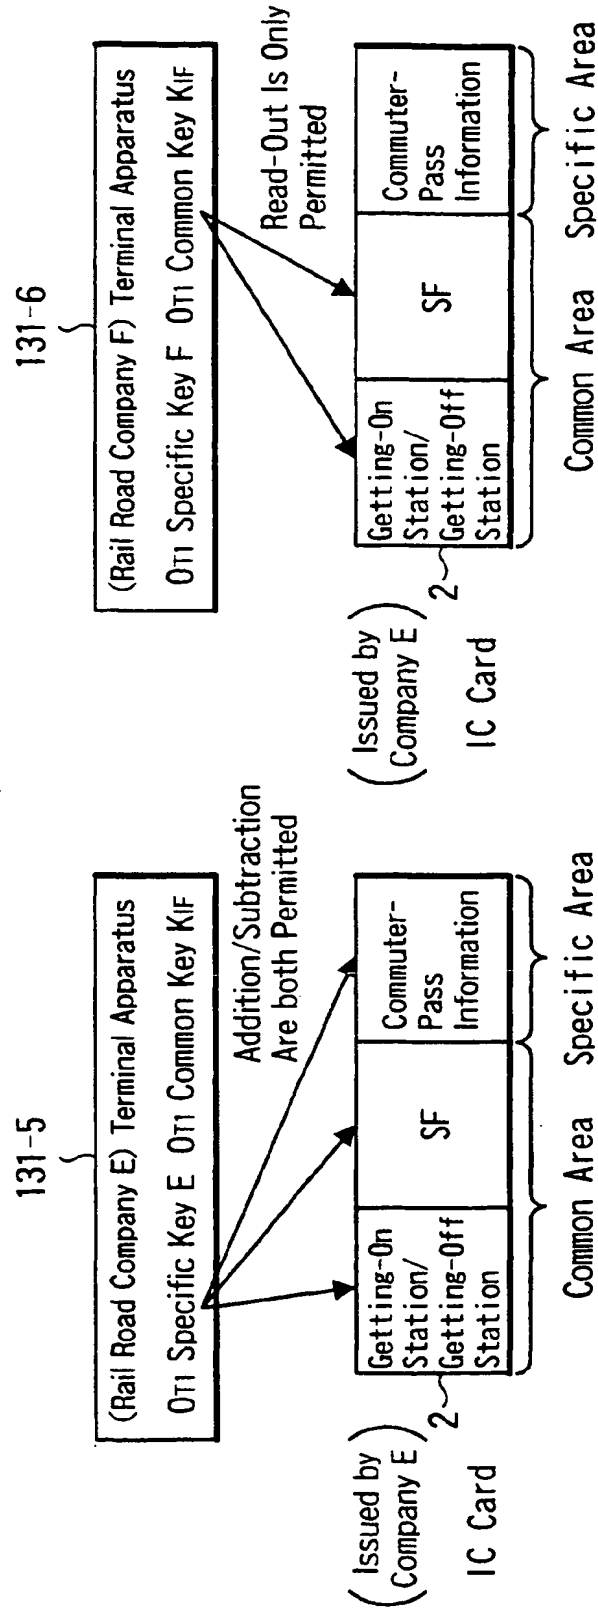 131-5
(Rail Road Company E) Terminal Apparatus
OT1 Specific Key E OT1 Common Key KIF
Addition/Subtraction
Are both Permitted
(Issued by
Company E)
IC Card
2
Getting-On
Station/
Getting-Off
Station
SF
Commuter-
Pass
Information
Common Area
Specific Area
131-6
(Rail Road Company F) Terminal Apparatus
OT1 Specific Key F OT1 Common Key KIF
Read-Out Is Only
Permitted
(Issued by
Company E)
IC Card
2
Getting-On
Station/
Getting-Off
Station
SF
Commuter-
Pass
Information
Common Area
Specific Area